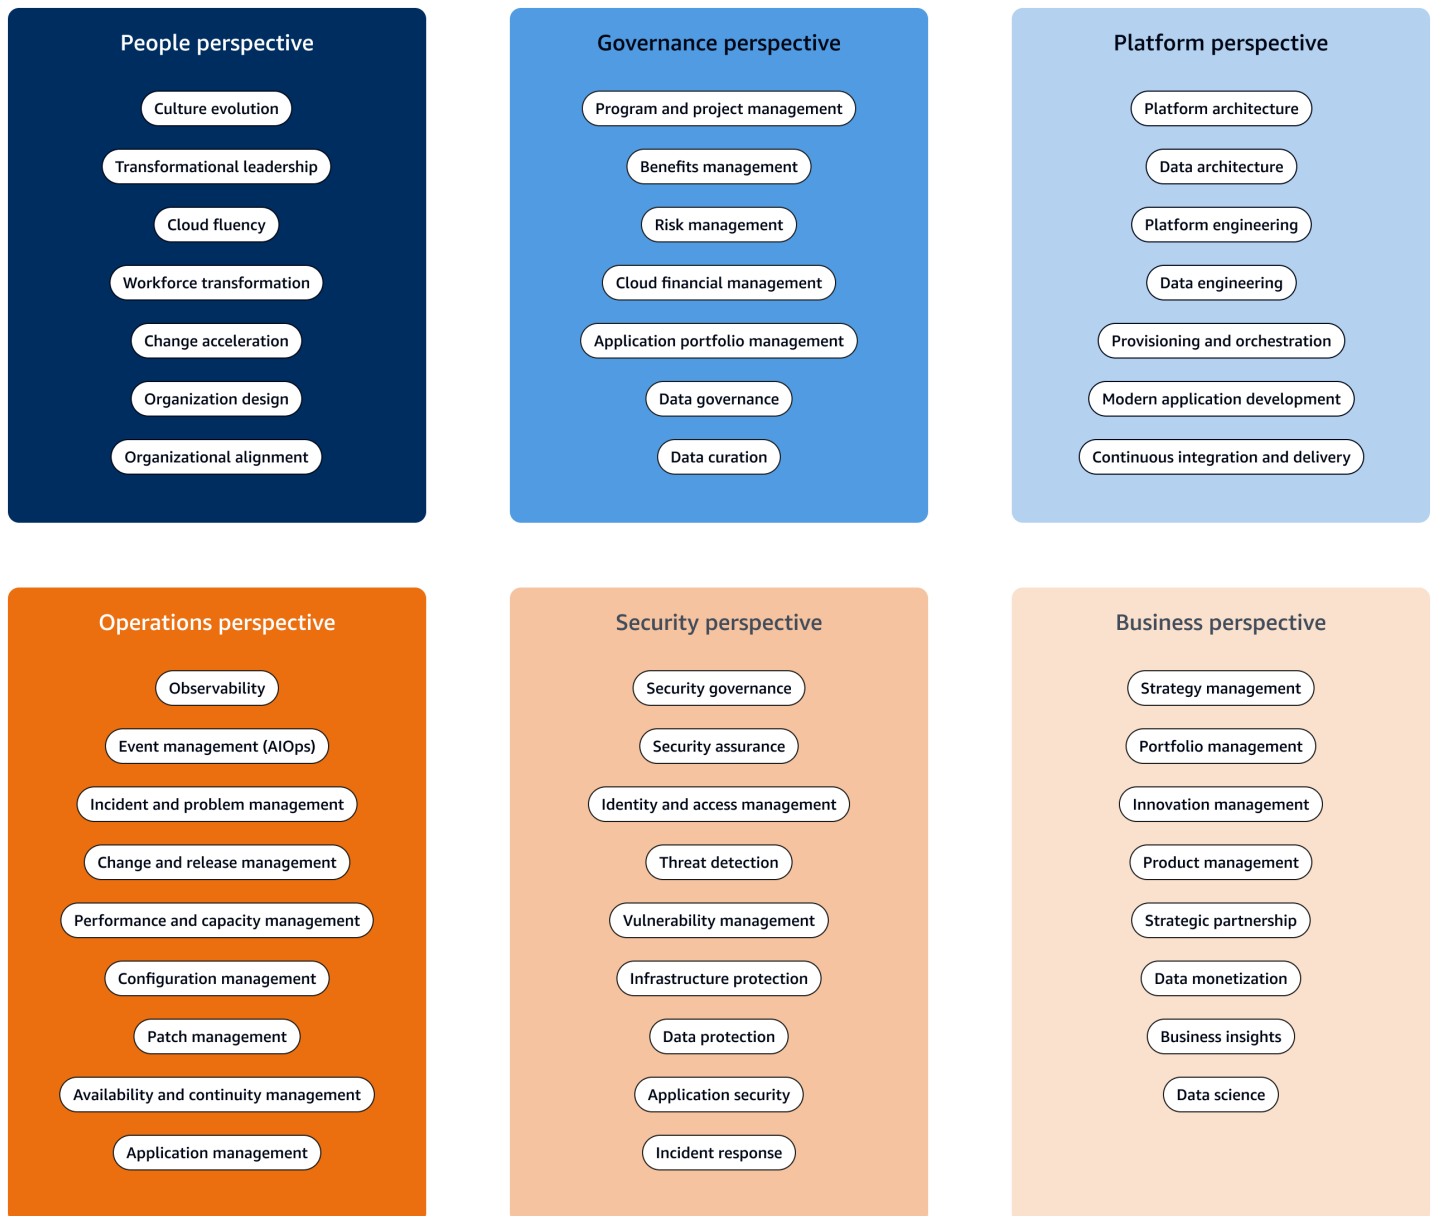 People perspective
Culture evolution
Transformational leadership
Cloud fluency
Workforce transformation
Change acceleration
Organization design
Organizational alignment
Governance perspective
Program and project management
Benefits management
Risk management
Cloud financial management
Application portfolio management
Data governance
Data curation
Platform perspective
Platform architecture
Data architecture
Platform engineering
Data engineering
Provisioning and orchestration
Modern application development
Continuous integration and delivery
Operations perspective
Observability
Event management (AIOps)
Incident and problem management
Change and release management
Performance and capacity management
Configuration management
Patch management
Availability and continuity management
Application management
Security perspective
Security governance
Security assurance
Identity and access management
Threat detection
Vulnerability management
Infrastructure protection
Data protection
Application security
Incident response
Business perspective
Strategy management
Portfolio management
Innovation management
Product management
Strategic partnership
Data monetization
Business insights
Data science